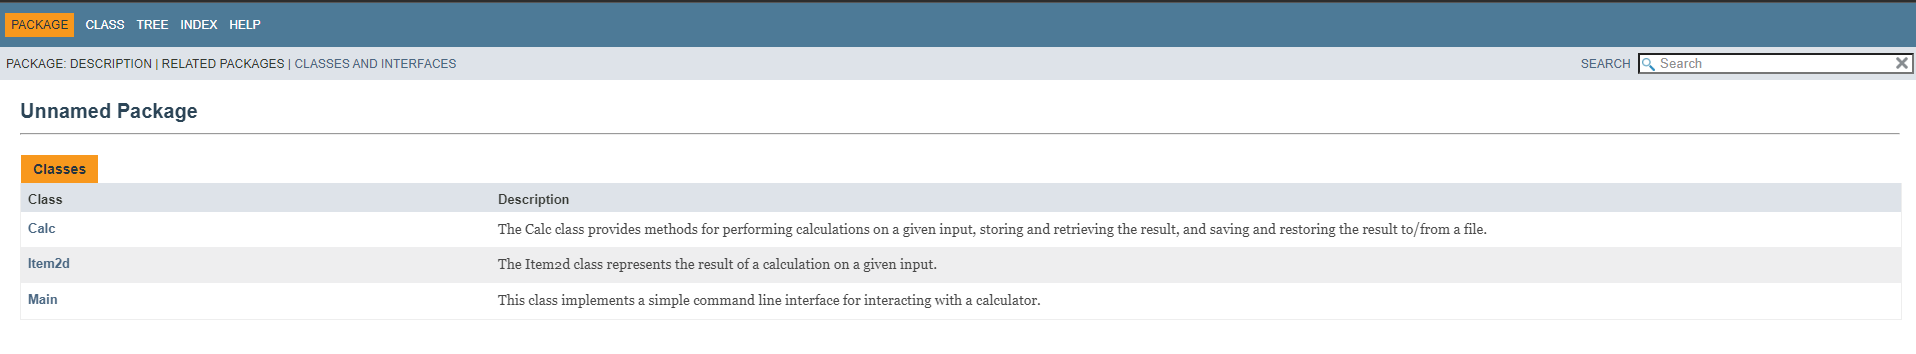 PACKAGE CLASS TREE INDEX HELP
PACKAGE: DESCRIPTION | RELATED PACKAGES | CLASSES AND INTERFACES SEARCH Search
Unnamed Package
Classes
Class Description
Calc The Calc class provides methods for performing calculations on a given input, storing and retrieving the result, and saving and restoring the result to/from a file.
Item2d The Item2d class represents the result of a calculation on a given input.
Main This class implements a simple command line interface for interacting with a calculator.